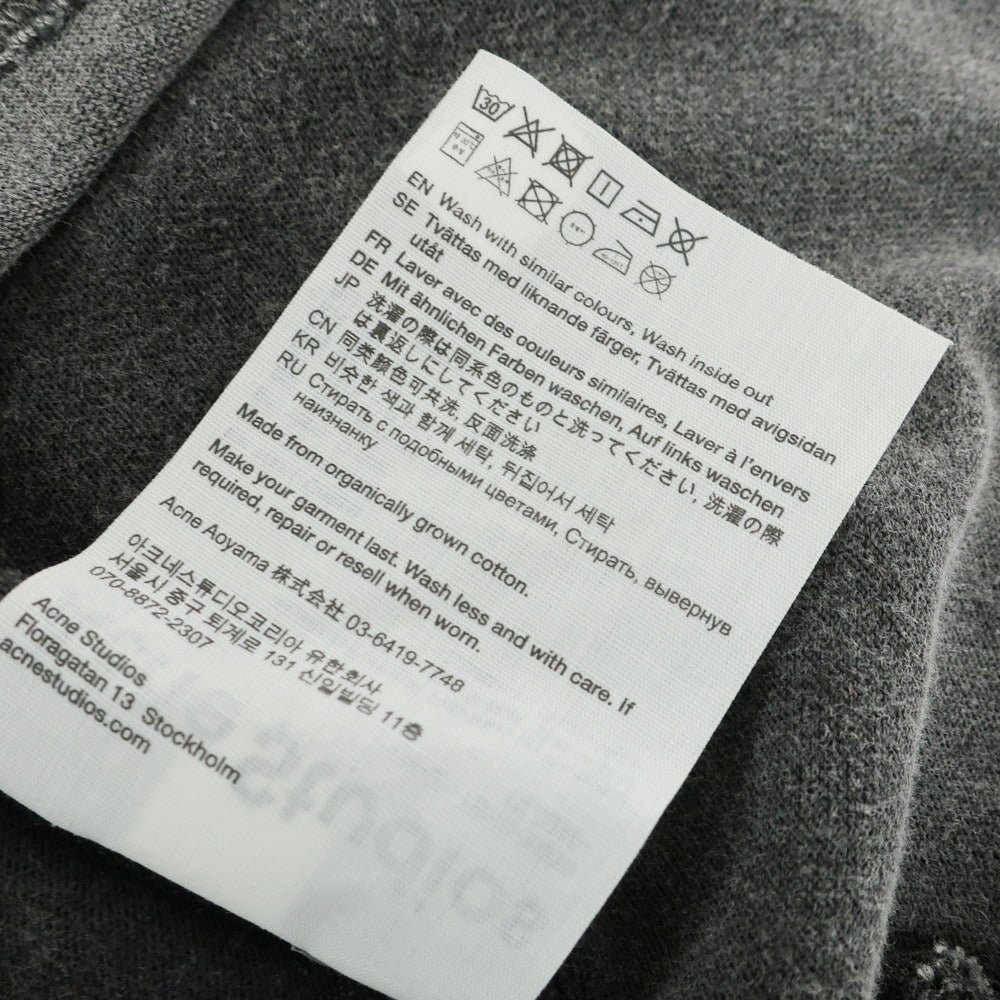 30
EN Wash with similar colours, Wash inside out
SE Tvättas med liknande färger, Tvättas med avigsidan
utåt
FR Laver avec des couleurs similaires, Laver à l'envers
DE Mit ähnlichen Farben waschen, Auf links waschen
JP 洗濯の際は同系色のものと洗ってください, 洗濯の際
は裏返しにしてください
CN 同类颜色可共洗, 反面洗涤
KR 비슷한 색과 함께 세탁, 뒤집어서 세탁
RU Стирать с подобными цветами, Стирать, вывернув
наизнанку
Made from organically grown cotton.
Make your garment last. Wash less and with care. If
required, repair or resell when worn.
Acne Aoyama 株式会社 03-6419-7748
아크네스튜디오코리아 유한회사
서울시 중구 퇴계로 131 신일빌딩 11층
070-8872-2307
Acne Studios
Floragatan 13 Stockholm
acnestudios.com